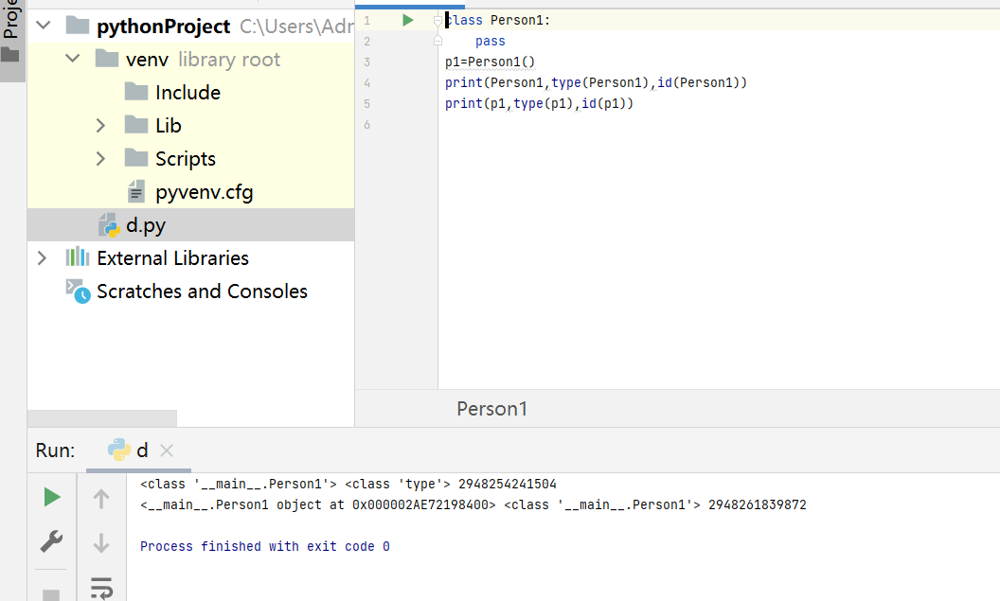 Proje
pythonProject C:\Users\Adr
venv library root
Include
Lib
Scripts
pyvenv.cfg
d.py
External Libraries
Scratches and Consoles
1 class Person1:
2 pass
3 p1=Person1()
4 print(Person1,type(Person1),id(Person1))
5 print(p1,type(p1),id(p1))
6
Person1
Run: d
<class '__main__.Person1'> <class 'type'> 2948254241504
<__main__.Person1 object at 0x000002AE72198400> <class '__main__.Person1'> 2948261839872
Process finished with exit code 0